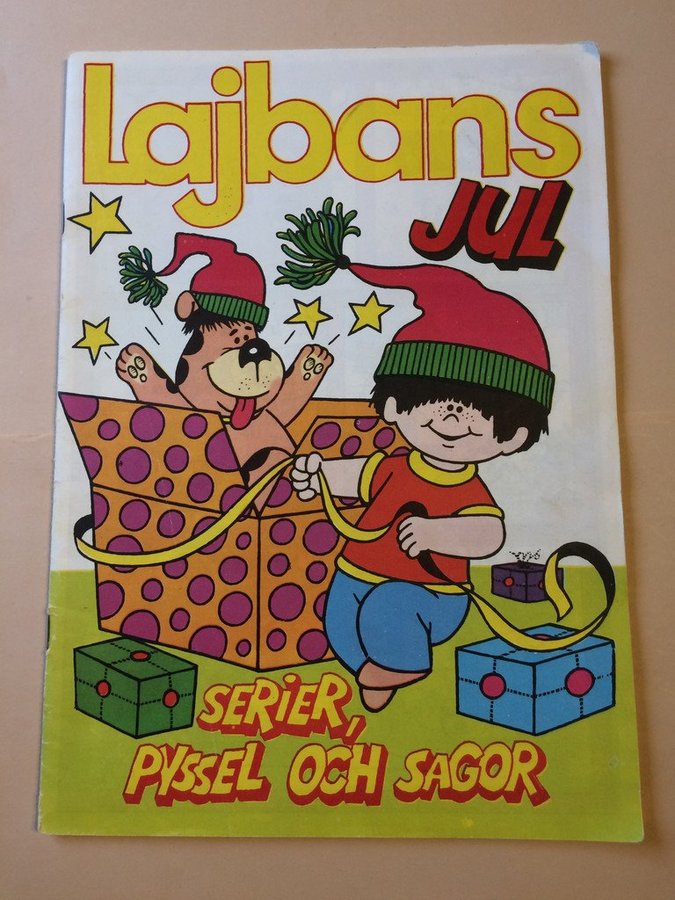 Lajbans
JUL
SERIER,
PYSSEL OCH SAGOR